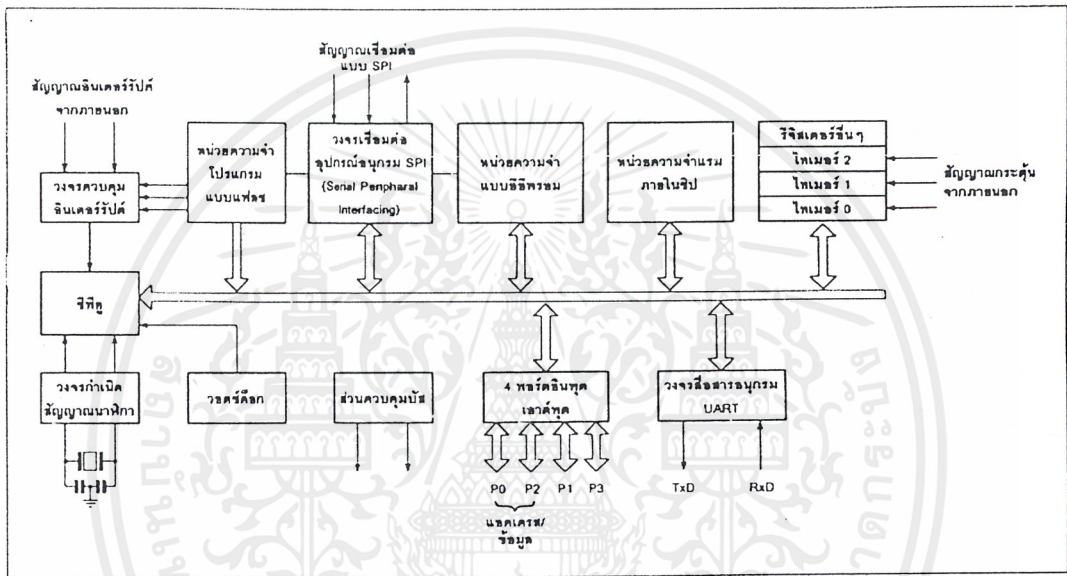 สัญญาณเชื่อมต่อ
แบบ SPI
สัญญาณอินเตอร์รัปต์
จากภายนอก
หน่วยความจำ
โปรแกรม
แบบแฟลช
วงจรเชื่อมต่อ
อุปกรณ์อนุกรม SPI
(Serial Peripharal
Interfacing)
หน่วยความจำ
แบบอีอีพรอม
หน่วยความจำแรม
ภายในชิป
รีจิสเตอร์อื่นๆ
ไทเมอร์ 2
ไทเมอร์ 1
ไทเมอร์ 0
สัญญาณกระตุ้น
จากภายนอก
วงจรควบคุม
อินเตอร์รัปต์
ซีพียู
วงจรกำเนิด
สัญญาณนาฬิกา
วอตช์ด็อก
ส่วนควบคุมบัส
4 พอร์ตอินพุต
เอาต์พุต
วงจรสื่อสารอนุกรม
UART
P0 P2 P1 P3
TxD RxD
แอดเดรส/
ข้อมูล